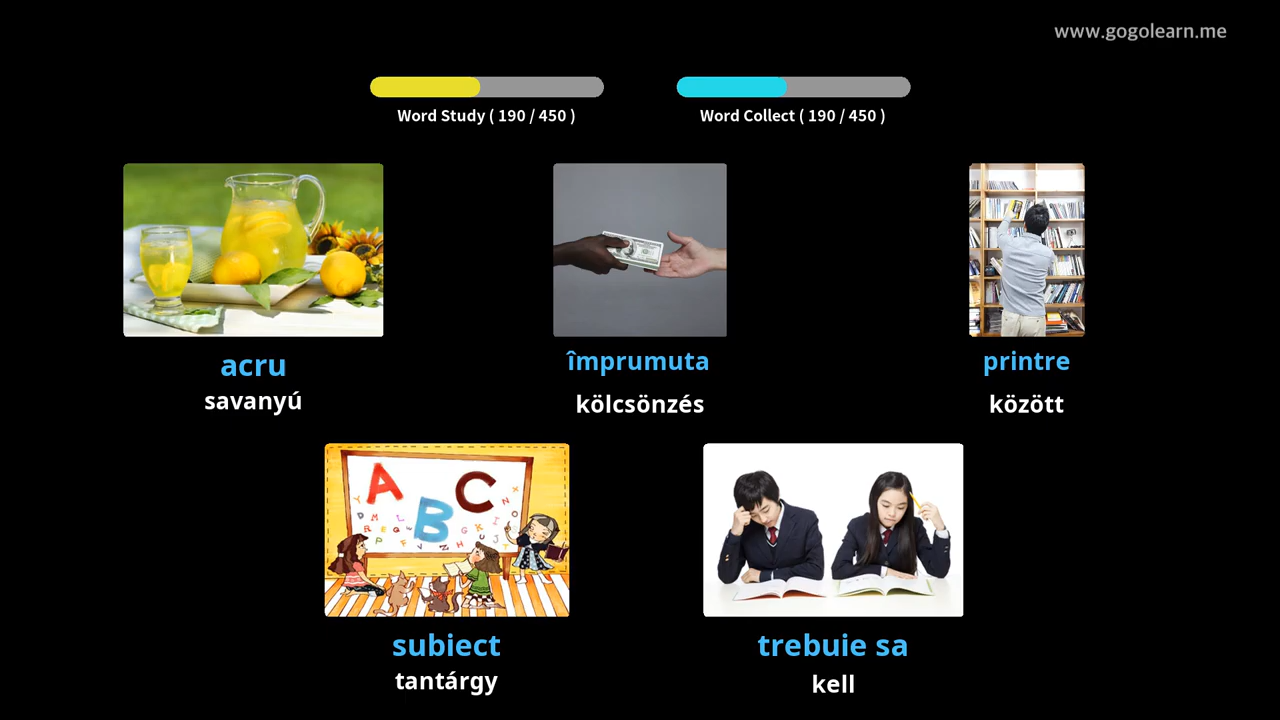 www.gogolearn.me
Word Study ( 190 / 450 )
Word Collect ( 190 / 450 )
acru
savanyú
împrumuta
kölcsönzés
printre
között
A
B
C
subiect
tantárgy
trebuie sa
kell